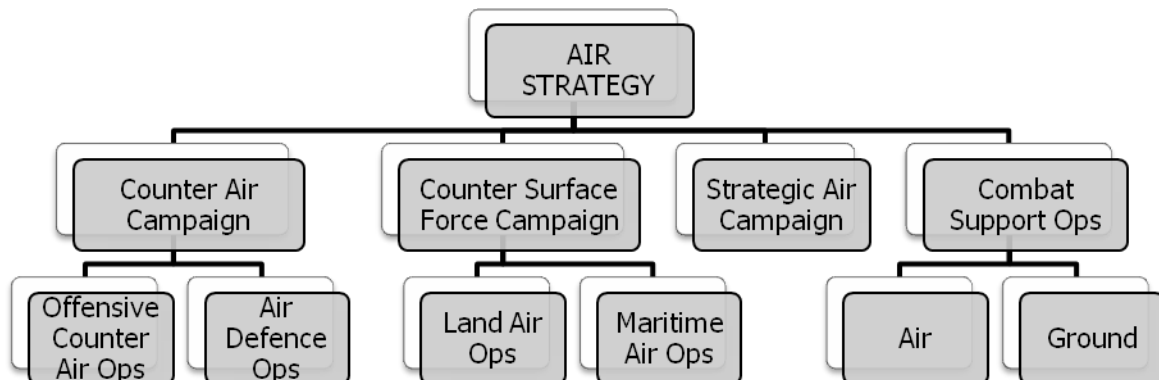 AIR
STRATEGY
Counter Air
Campaign
Counter Surface
Force Campaign
Strategic Air
Campaign
Combat
Support Ops
Offensive
Counter
Air Ops
Air
Defence
Ops
Land Air
Ops
Maritime
Air Ops
Air
Ground